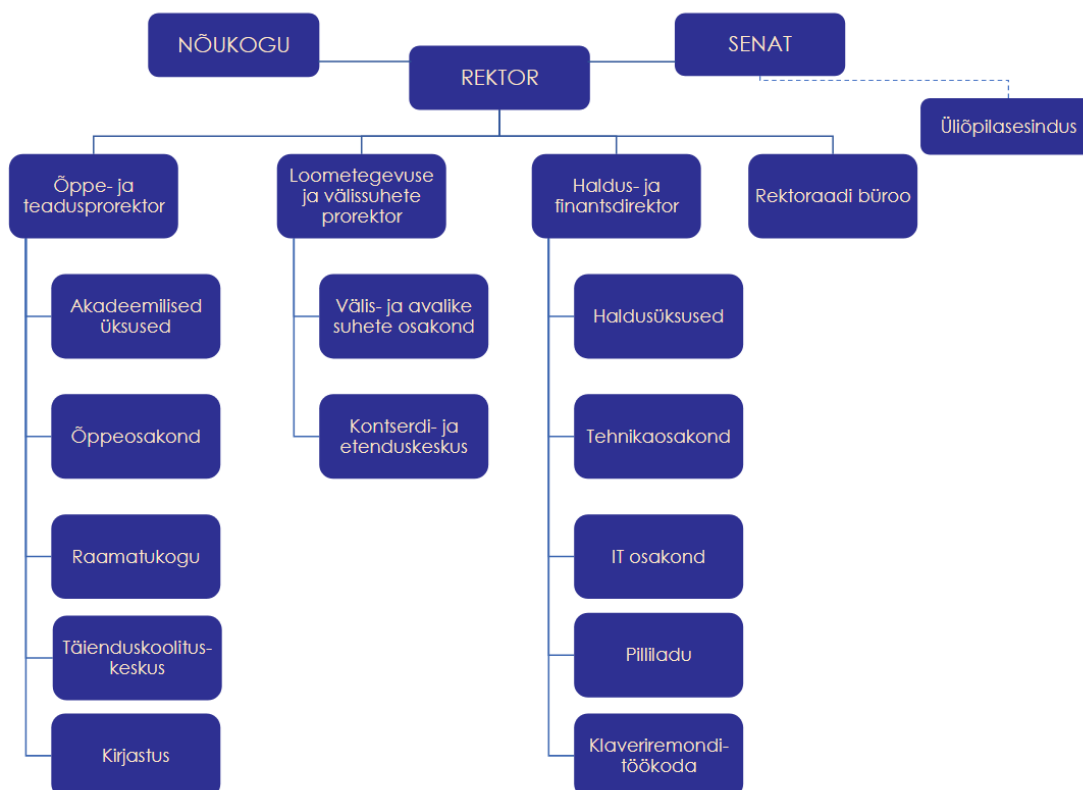 NÕUKOGU
SENAT
REKTOR
Üliõpilasesindus
Õppe- ja
teadusprorektor
Loometegevuse
ja välissuhete
prorektor
Haldus- ja
finantsdirektor
Rektoraadi büroo
Akadeemilised
üksused
Välis- ja avalike
suhete osakond
Haldusüksused
Õppeosakond
Kontserdi- ja
etenduskeskus
Tehnikaosakond
Raamatukogu
IT osakond
Täienduskoolitus-
keskus
Pilliladu
Kirjastus
Klaveriremondi-
töökoda